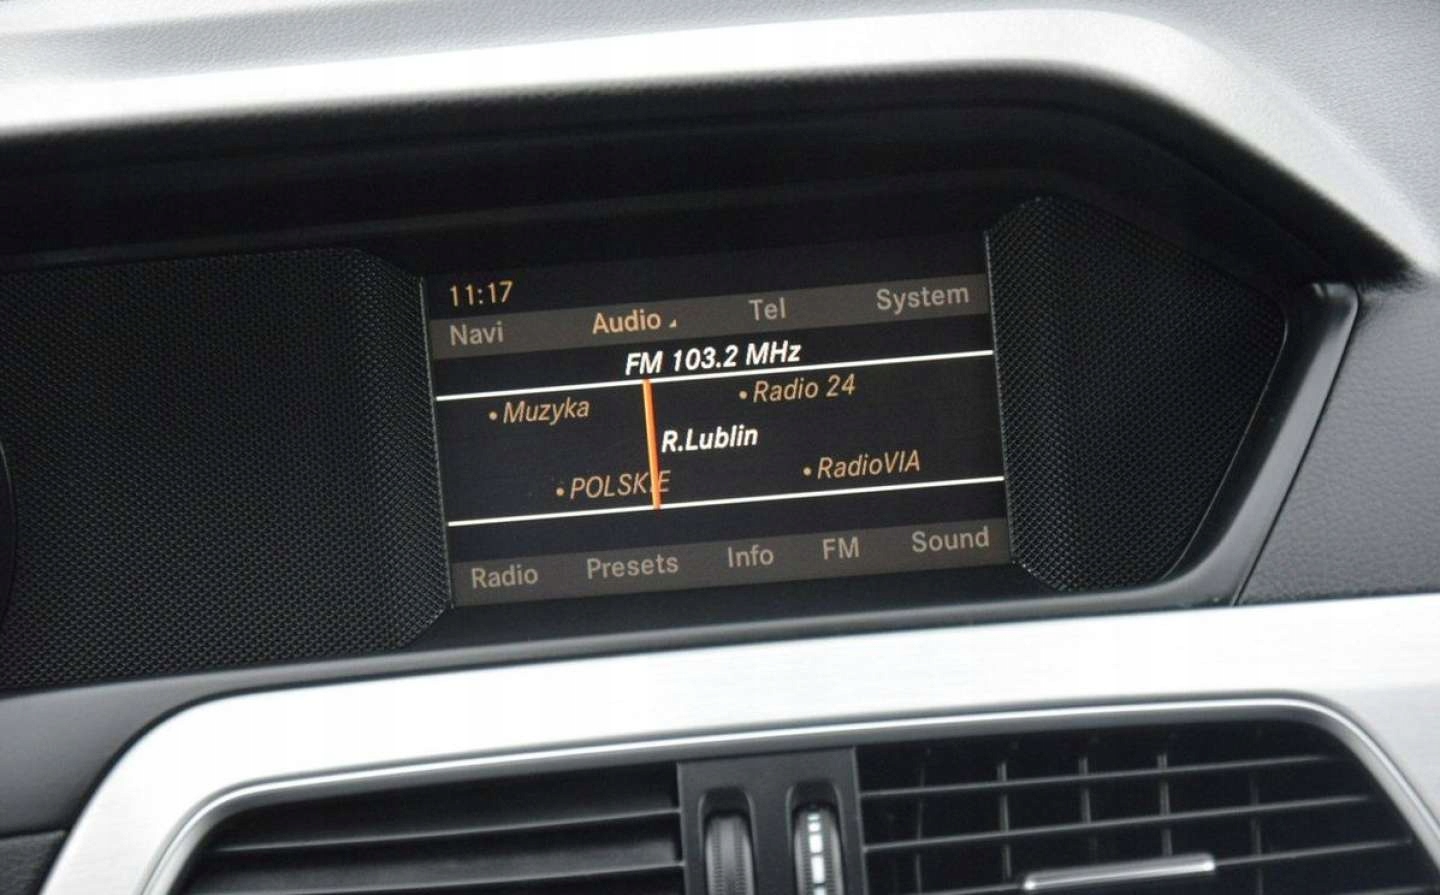 11:17
Navi Audio Tel System
FM 103.2 MHz
•Muzyka •Radio 24
R.Lublin
•POLSKIE •RadioVIA
Radio Presets Info FM Sound